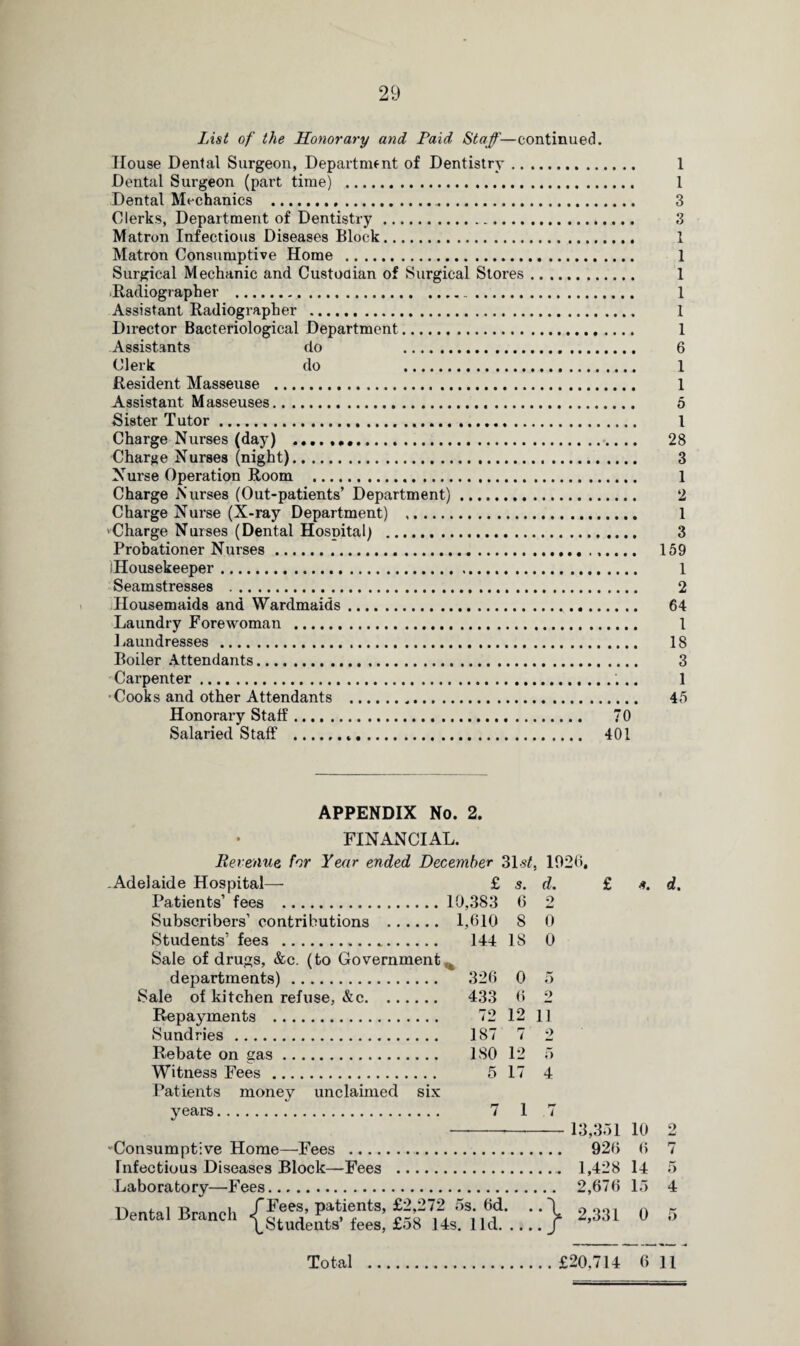 29
List of the Honorary and Paid Staff—continued.
House Dental Surgeon, Department of Dentistry .............. 1
Dental Surgeon (part time) .............. 1
Dental Mechanics .............. 3
Clerks, Department of Dentistry .............. 3
Matron Infectious Diseases Block .............. 1
Matron Consumptive Home .............. 1
Surgical Mechanic and Custodian of Surgical Stores .............. 1
Radiographer .............. 1
Assistant Radiographer .............. 1
Director Bacteriological Department .............. 1
Assistants do .............. 6
Clerk do .............. 1
Resident Masseuse .............. 1
Assistant Masseuses .............. 5
Sister Tutor .............. 1
Charge Nurses (day) .............. 28
Charge Nurses (night) .............. 3
Nurse Operation Room .............. 1
Charge Nurses (Out-patients' Department) .............. 2
Charge Nurse (X-ray Department) .............. 1
Charge Nurses (Dental Hospital) .............. 3
Probationer Nurses .............. 159
Housekeeper .............. 1
Seamstresses .............. 2
Housemaids and Wardmaids .............. 64
Laundry Forewoman .............. 1
Laundresses .............. 18
Boiler Attendants .............. 3
Carpenter .............. 1
Cooks and other Attendants .............. 45
Honorary Staff .............. 70
Salaried Staff .............. 401
APPENDIX No. 2.
FINANCIAL.
Revenue for Year ended December 31st, 1926.
Adelaide Hospital— £ s. d. £ s. d.
Patients' fees .............. 10,383 6 2
Subscribers' contributions ....... 1,610 8 0
Students' fees .............. 144 18 0
Sale of drugs, &c. (to Government
departments) .............. 326 0 5
Sale of kitchen refuse, &c. ....... 433 6 2
Repayments .............. 72 12 11
Sundries .............. 187 7 2
Rebate on gas .............. 180 12 5
Witness Fees .............. 5 17 4
Patients money unclaimed six
years .............. 7 1 7
13,351 10 2
Consumptive Home—Fees .............. 926 6 7
Infectious Diseases Block—Fees .............. 1,428 14 5
Laboratory—Fees .............. 2,676 15 4
Dental Branch { Fees, patients, £2,272 5s. 6d. .. } 2,331 0 5
{ Students' fees, £58 14s. 11d. .... }
Total .............. £20,714 6 11